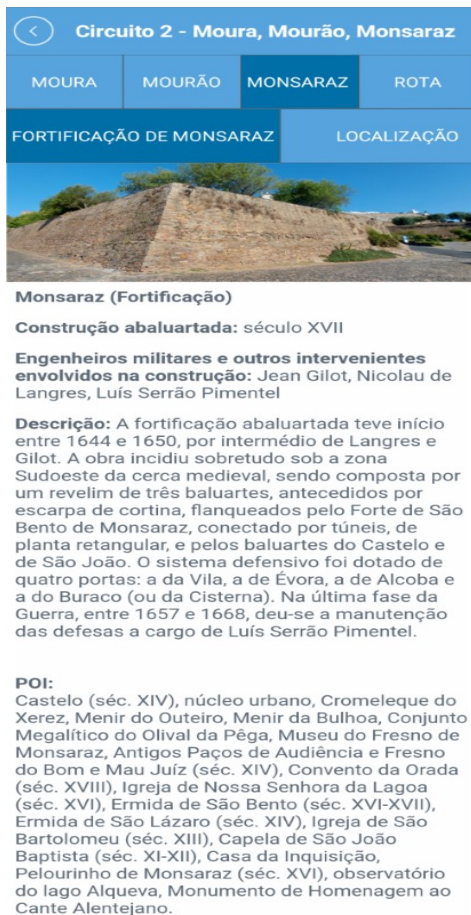 Circuito 2 - Moura, Mourão, Monsaraz
MOURA MOURÃO MONSARAZ ROTA
FORTIFICAÇÃO DE MONSARAZ LOCALIZAÇÃO
Monsaraz (Fortificação)
Construção abaluartada: século XVII
Engenheiros militares e outros intervenientes
envolvidos na construção: Jean Gilot, Nicolau de
Langres, Luís Serrão Pimentel
Descrição: A fortificação abaluartada teve início
entre 1644 e 1650, por intermédio de Langres e
Gilot. A obra incidiu sobretudo sob a zona
Sudoeste da cerca medieval, sendo composta por
um revelim de três baluartes, antecedidos por
escarpa de cortina, flanqueados pelo Forte de São
Bento de Monsaraz, conectado por túneis, de
planta retangular, e pelos baluartes do Castelo e
de São João. O sistema defensivo foi dotado de
quatro portas: a da Vila, a de Évora, a de Alcoba e
a do Buraco (ou da Cisterna). Na última fase da
Guerra, entre 1657 e 1668, deu-se a manutenção
das defesas a cargo de Luís Serrão Pimentel.
POI:
Castelo (séc. XIV), núcleo urbano, Cromeleque do
Xerez, Menir do Outeiro, Menir da Bulhoa, Conjunto
Megalítico do Olival da Pêga, Museu do Fresno de
Monsaraz, Antigos Paços de Audiência e Fresno
do Bom e Mau Juíz (séc. XIV), Convento da Orada
(séc. XVIII), Igreja de Nossa Senhora da Lagoa
(séc. XVI), Ermida de São Bento (séc. XVI-XVII),
Ermida de São Lázaro (séc. XIV), Igreja de São
Bartolomeu (séc. XIII), Capela de São João
Baptista (séc. XI-XII), Casa da Inquisição,
Pelourinho de Monsaraz (séc. XVI), observatório
do lago Alqueva, Monumento de Homenagem ao
Cante Alentejano.